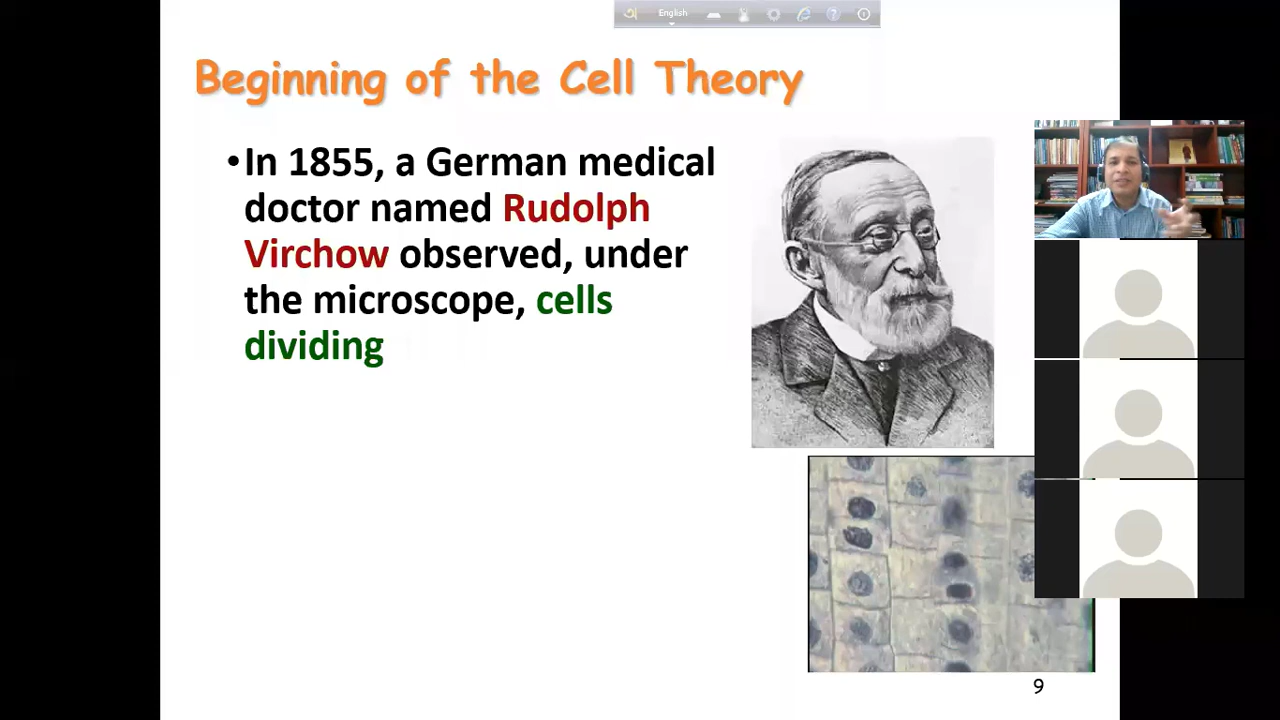 অ English
Beginning of the Cell Theory
•In 1855, a German medical
doctor named Rudolph
Virchow observed, under
the microscope, cells
dividing
9